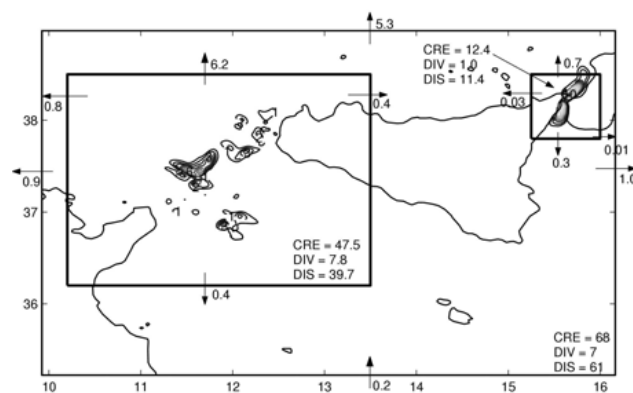 5.3
CRE = 12.4
DIV = 1.0
DIS = 11.4
0.7
6.2
0.8
0.4
0.03
38
0.01
0.3
0.9
1.0
37
CRE = 47.5
DIV = 7.8
DIS = 39.7
0.4
36
CRE = 68
DIV = 7
DIS = 61
0.2
10 11 12 13 14 15 16